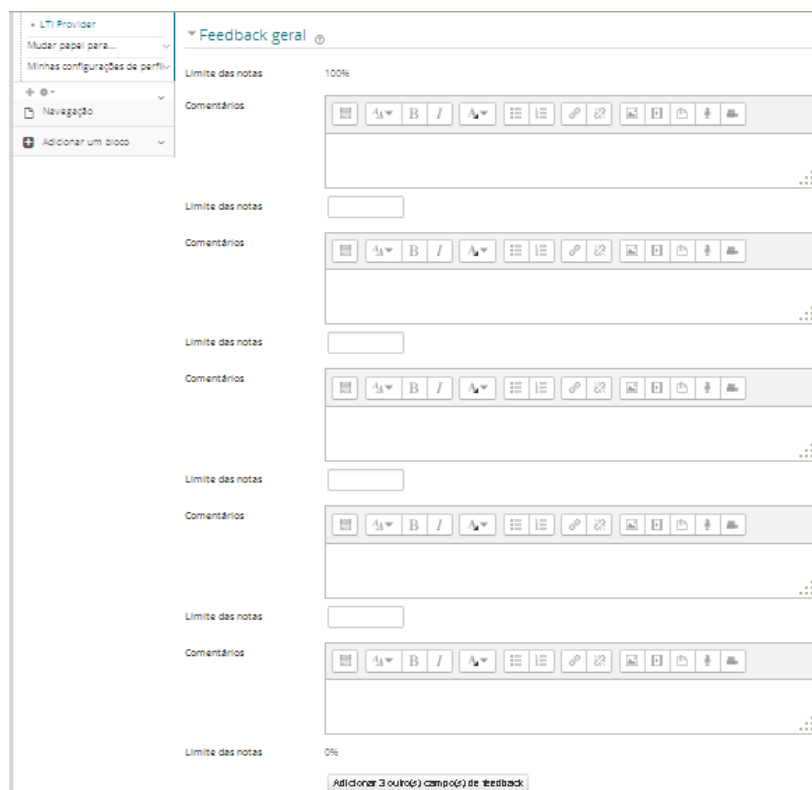 LTI Provider
Mudar papel para...
Minhas configurações de perfil
Navegação
Adicionar um bloco
Feedback geral
Limite das notas 100%
Comentários
Limite das notas
Comentários
Limite das notas
Comentários
Limite das notas
Comentários
Limite das notas
Comentários
Limite das notas 0%
Adicionar 3 outro(s) campo(s) de feedback